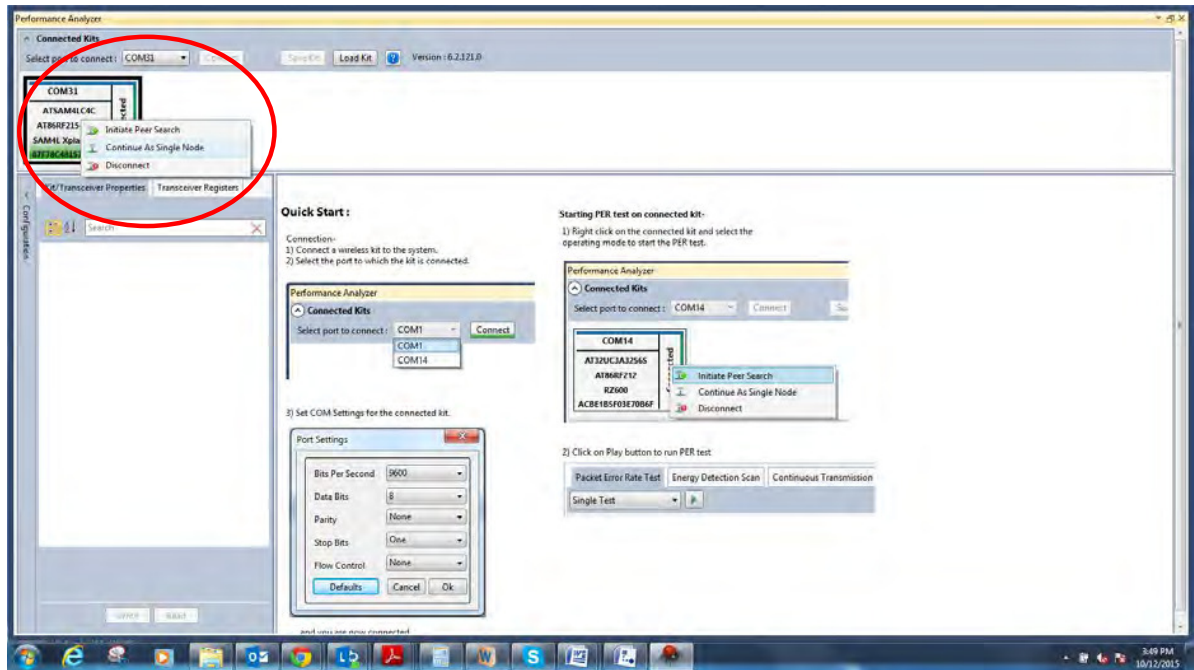 Performance Analyzer
Connected Kits
Select port to connect : COM31
Load Kit ? Version : 6.2.121.0
COM31
ATSAM4LC4C
AT86RF215
SAM4L Xpla
Initiate Peer Search
Continue As Single Node
Disconnect
Kit/Transceiver Properties Transceiver Registers
Configuration
Search
Quick Start :
Connection-
1) Connect a wireless kit to the system.
2) Select the port to which the kit is connected.
Performance Analyzer
Connected Kits
Select port to connect : COM1 Connect
COM1
COM14
3) Set COM Settings for the connected kit.
Port Settings
Bits Per Second 9600
Data Bits 8
Parity None
Stop Bits One
Flow Control None
Defaults Cancel Ok
and you are now connected
Starting PER test on connected kit-
1) Right click on the connected kit and select the
operating mode to start the PER test.
Performance Analyzer
Connected Kits
Select port to connect : COM14 Connect
COM14
AT32UC3A3256S
AT86RF212
RZ600
ACBE1B5F03E70B6F
Initiate Peer Search
Continue As Single Node
Disconnect
2) Click on Play button to run PER test
Packet Error Rate Test Energy Detection Scan Continuous Transmission
Single Test
3:49 PM
10/12/2015